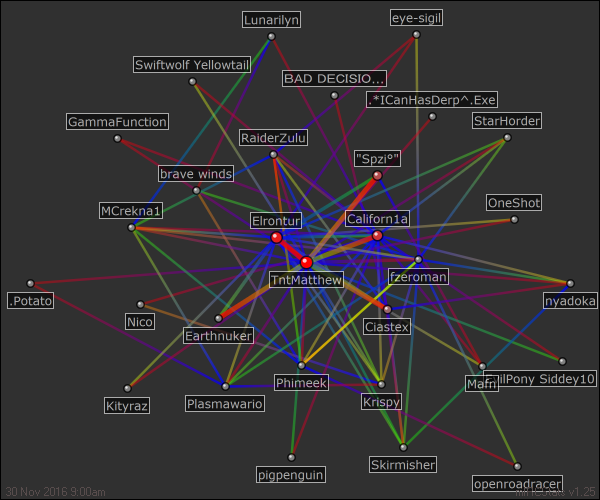 Lunarilyn
eye-sigil
Swiftwolf Yellowtail
BAD DECISIO...
.*ICanHasDerp^.Exe
GammaFunction
StarHorder
RaiderZulu
"Spzi°"
brave winds
OneShot
MCrekna1
Elrontur
Californ1a
TntMatthew
fzeroman
.Potato
nyadoka
Nico
Earthnuker
Ciastex
Phimeek
Mafri
Siddey10
Kityraz
Plasmawario
Krispy
Skirmisher
pigpenguin
openroadracer
30 Nov 2016 9:00am
v1.25